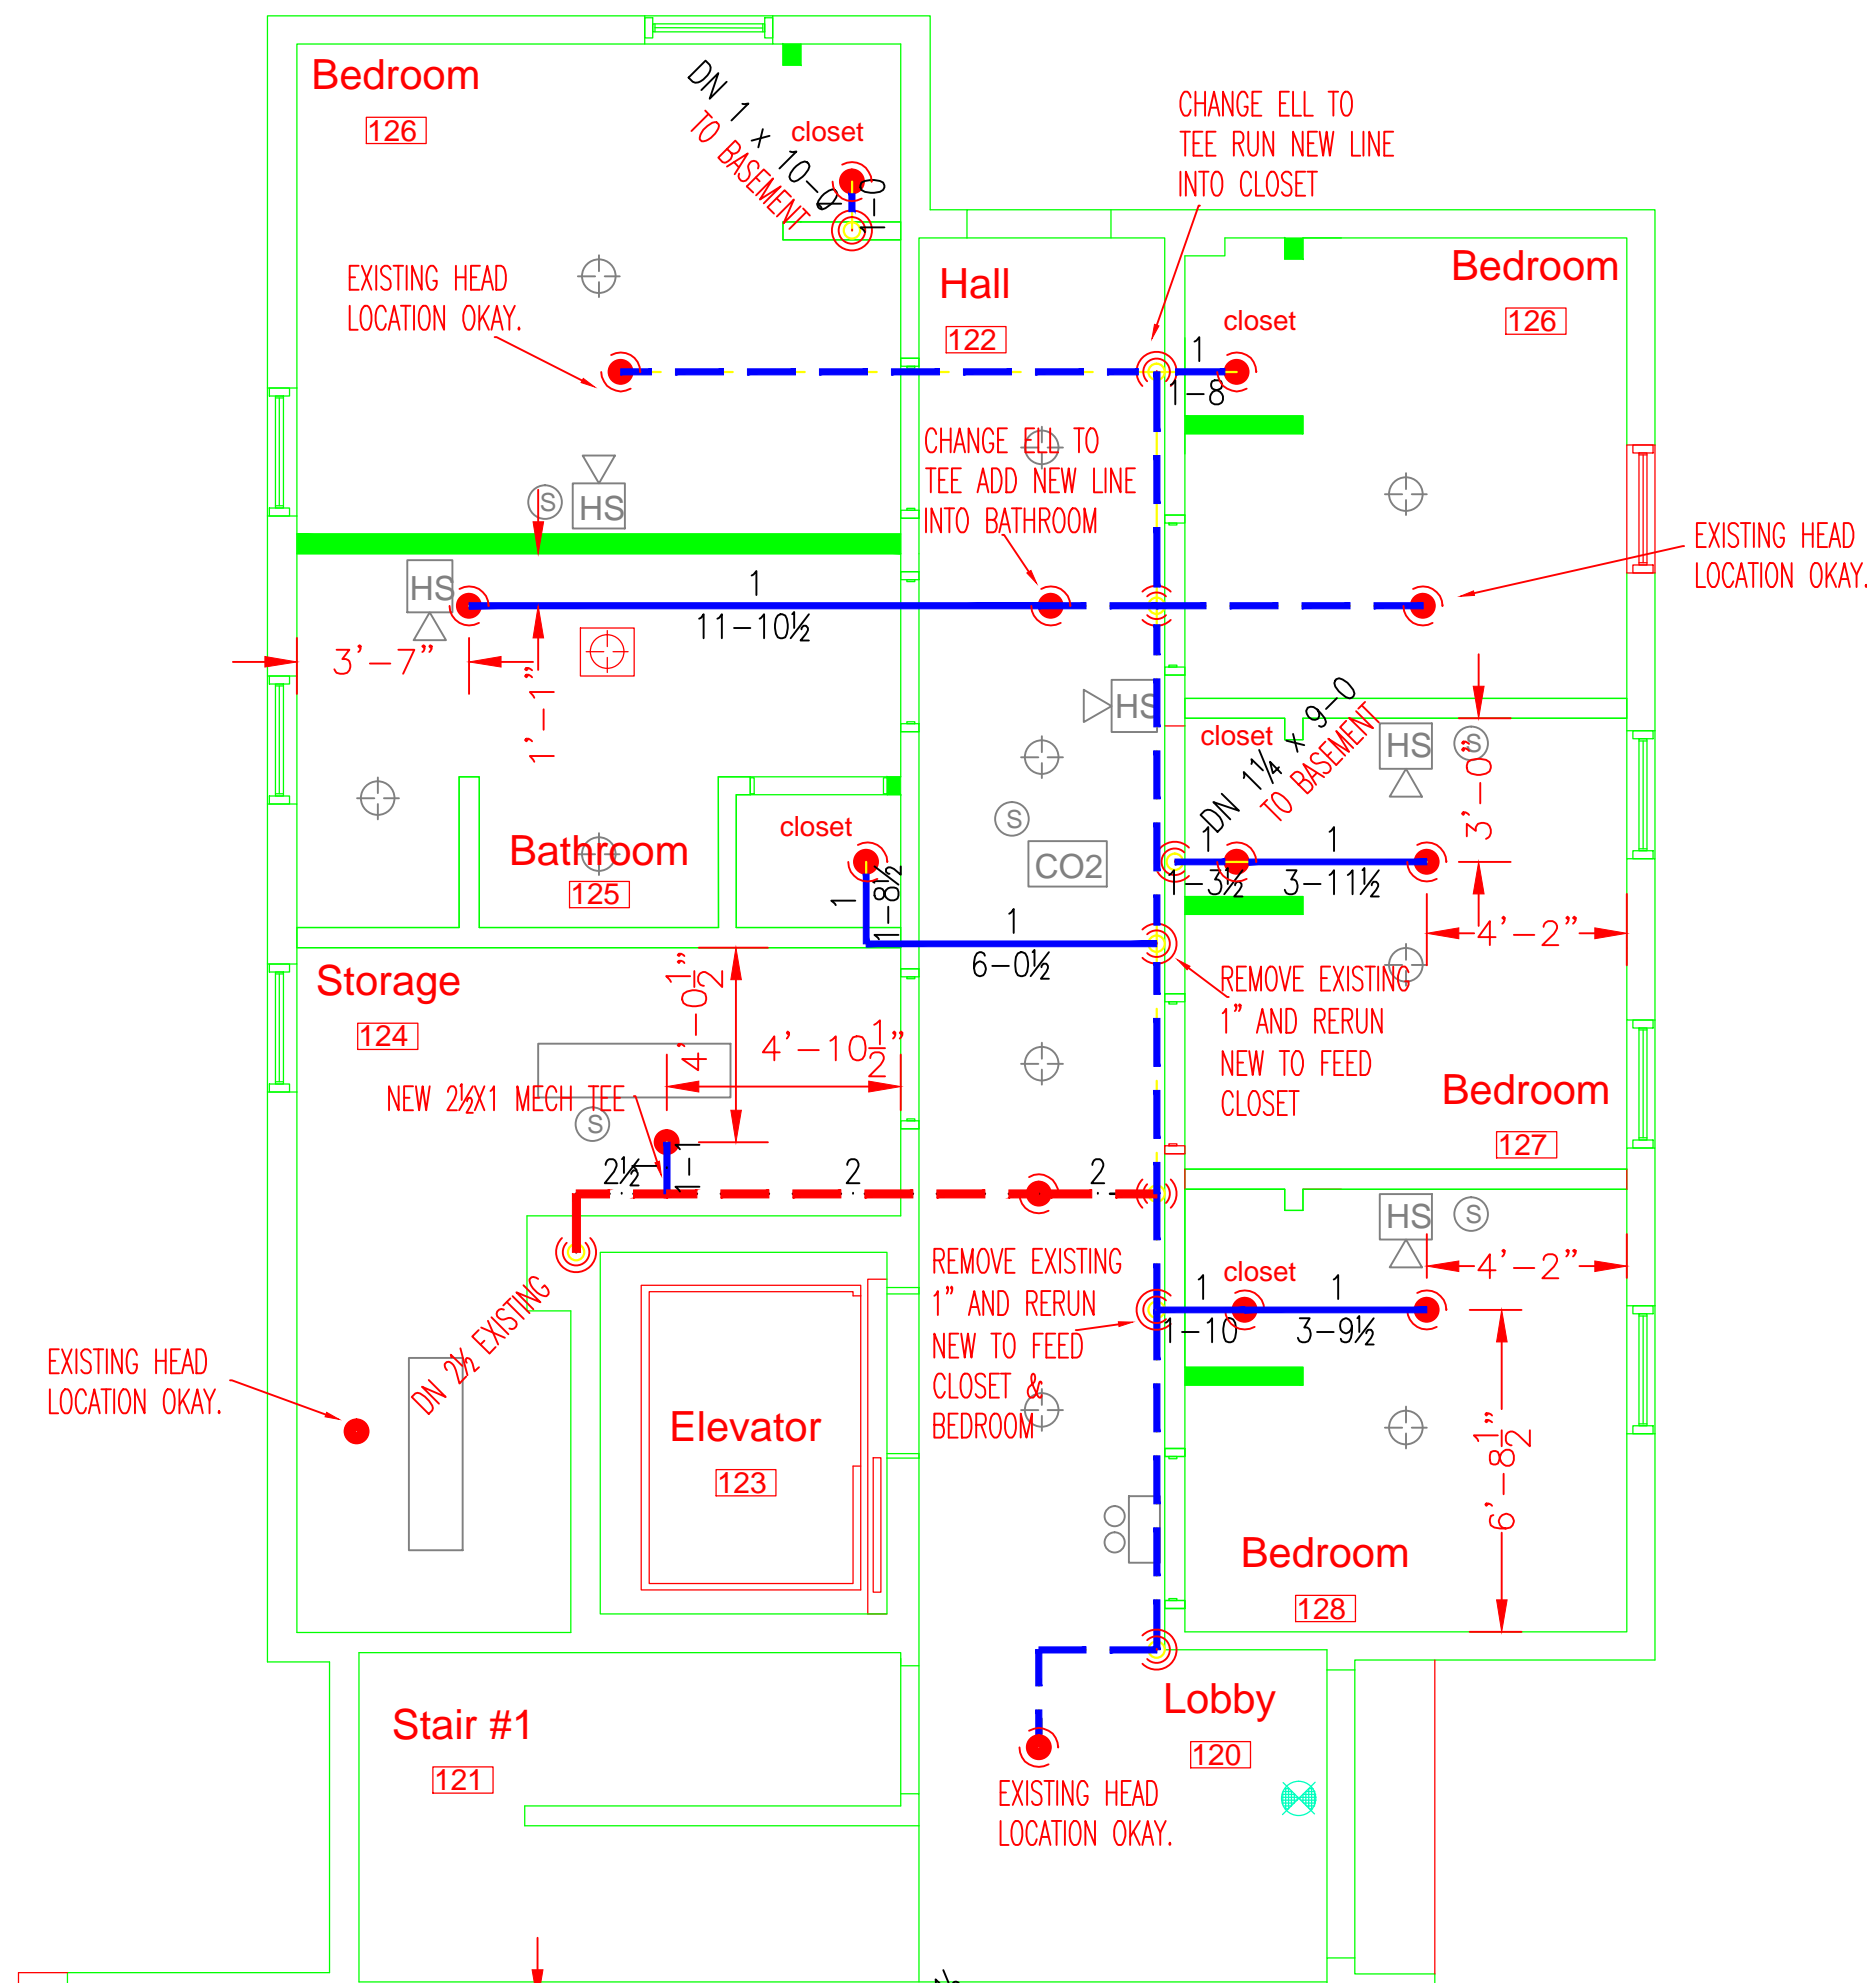 Bedroom
126
DN 1 x 10-0
TO BASEMENT
closet
1
1-0
CHANGE ELL TO
TEE RUN NEW LINE
INTO CLOSET
EXISTING HEAD
LOCATION OKAY.
Hall
122
closet
1
1-8
Bedroom
126
CHANGE ELL TO
TEE ADD NEW LINE
INTO BATHROOM
S
HS
EXISTING HEAD
LOCATION OKAY.
HS
1
11-10½
3'-7"
1'-1"
HS
closet
DN 1¼ x 9-0
TO BASEMENT
HS
S
3'-0"
S
CO2
Bathroom
125
closet
1
1-8½
1
1-3½
1
3-11½
4'-2"
1
6-0½
Storage
124
4'-0½"
4'-10½"
REMOVE EXISTING
1" AND RERUN
NEW TO FEED
CLOSET
NEW 2½X1 MECH TEE
S
Bedroom
127
1
1-1
2½
2
2
HS
S
DN 2½ EXISTING
REMOVE EXISTING
1" AND RERUN
NEW TO FEED
CLOSET &
BEDROOM
closet
1
1-10
1
3-9½
4'-2"
EXISTING HEAD
LOCATION OKAY.
6'-8½"
Elevator
123
Bedroom
128
Stair #1
121
Lobby
120
EXISTING HEAD
LOCATION OKAY.